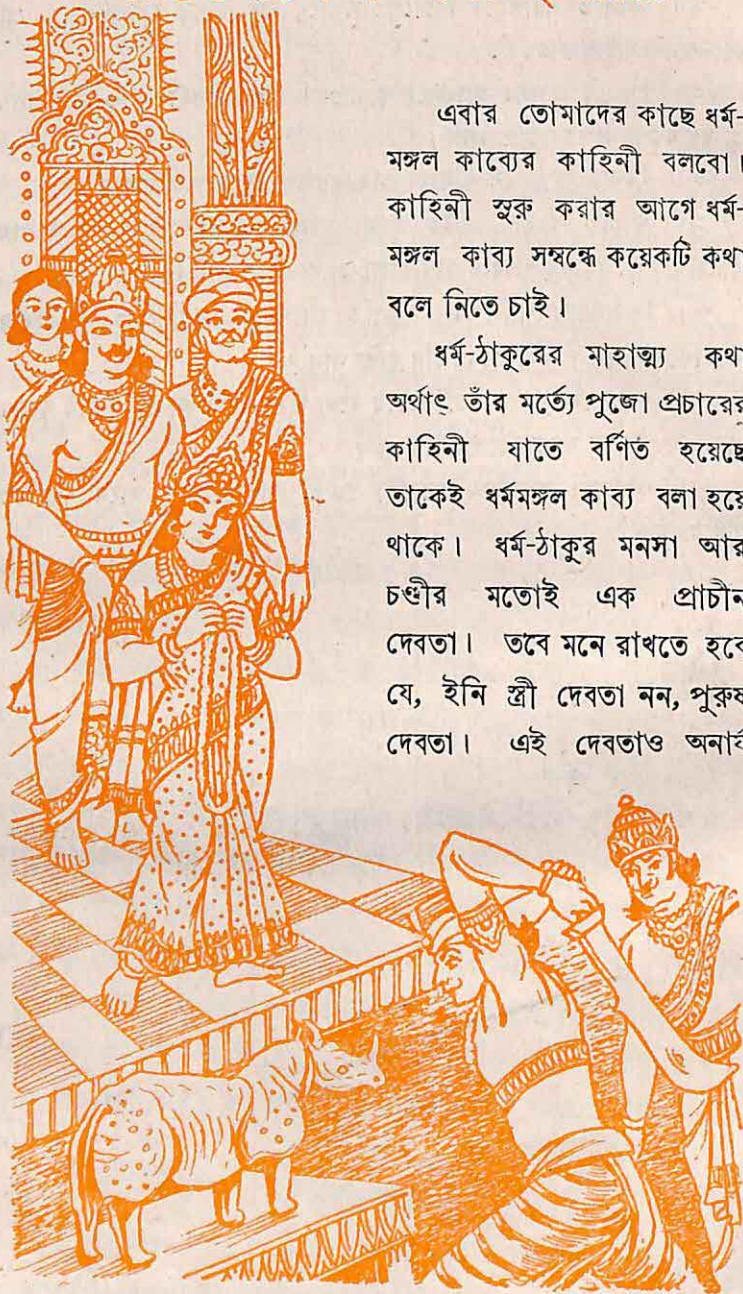 এবার তোমাদের কাছে ধর্ম-
মঙ্গল কাব্যের কাহিনী বলবো।
কাহিনী সুরু করার আগে ধর্ম-
মঙ্গল কাব্য সম্বন্ধে কয়েকটি কথা
বলে নিতে চাই।
ধর্ম-ঠাকুরের মাহাত্ম্য কথা
অর্থাৎ তাঁর মর্ত্যে পুজো প্রচারের
কাহিনী যাতে বর্ণিত হয়েছে
তাকেই ধর্মমঙ্গল কাব্য বলা হয়ে
থাকে। ধর্ম-ঠাকুর মনসা আর
চণ্ডীর মতোই এক প্রাচীন
দেবতা। তবে মনে রাখতে হবে
যে, ইনি স্ত্রী দেবতা নন, পুরুষ
দেবতা। এই দেবতাও অনার্য